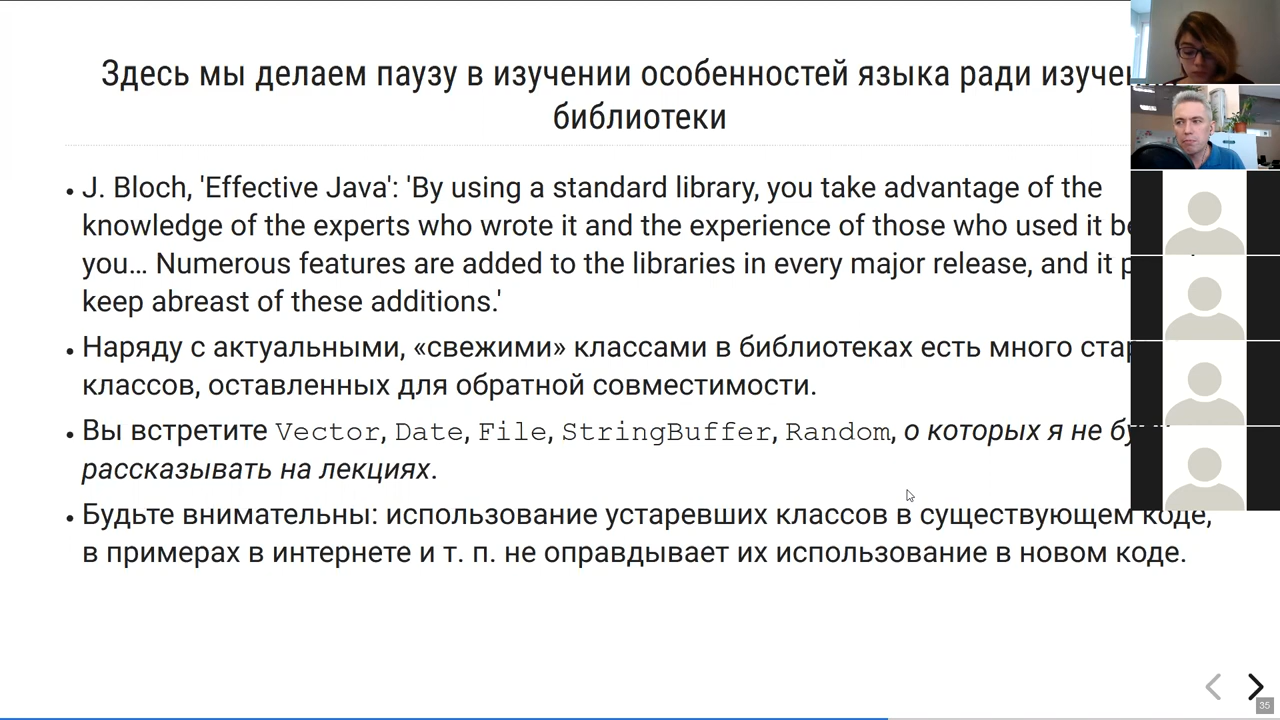 Здесь мы делаем паузу в изучении особенностей языка ради
библиотеки
• J. Bloch, 'Effective Java': 'By using a standard library, you take advantage of the
knowledge of the experts who wrote it and the experience of those who used it
you… Numerous features are added to the libraries in every major release, and it
keep abreast of these additions.'
• Наряду с актуальными, «свежими» классами в библиотеках есть много
классов, оставленных для обратной совместимости.
• Вы встретите Vector, Date, File, StringBuffer, Random, о которых я не
рассказывать на лекциях.
• Будьте внимательны: использование устаревших классов в существующем коде,
в примерах в интернете и т. п. не оправдывает их использование в новом коде.
35